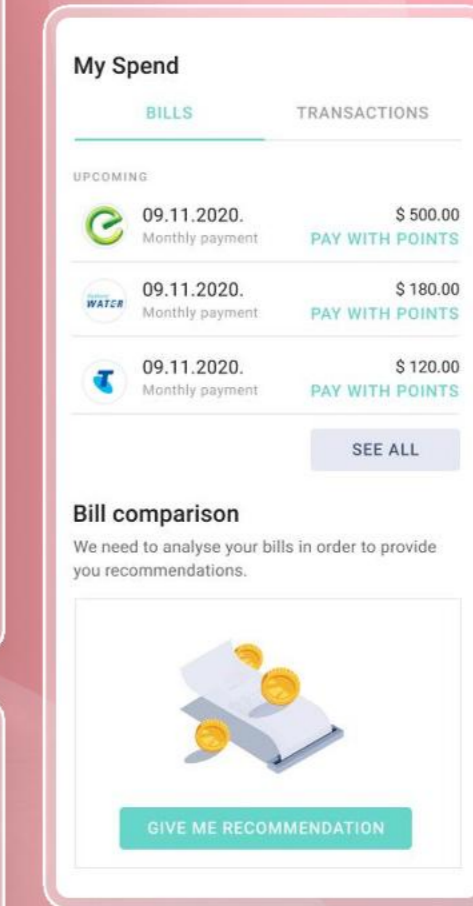 My Spend
BILLS TRANSACTIONS
UPCOMING
09.11.2020. $ 500.00
Monthly payment PAY WITH POINTS
WATER
09.11.2020. $ 180.00
Monthly payment PAY WITH POINTS
09.11.2020. $ 120.00
Monthly payment PAY WITH POINTS
SEE ALL
Bill comparison
We need to analyse your bills in order to provide
you recommendations.
GIVE ME RECOMMENDATION